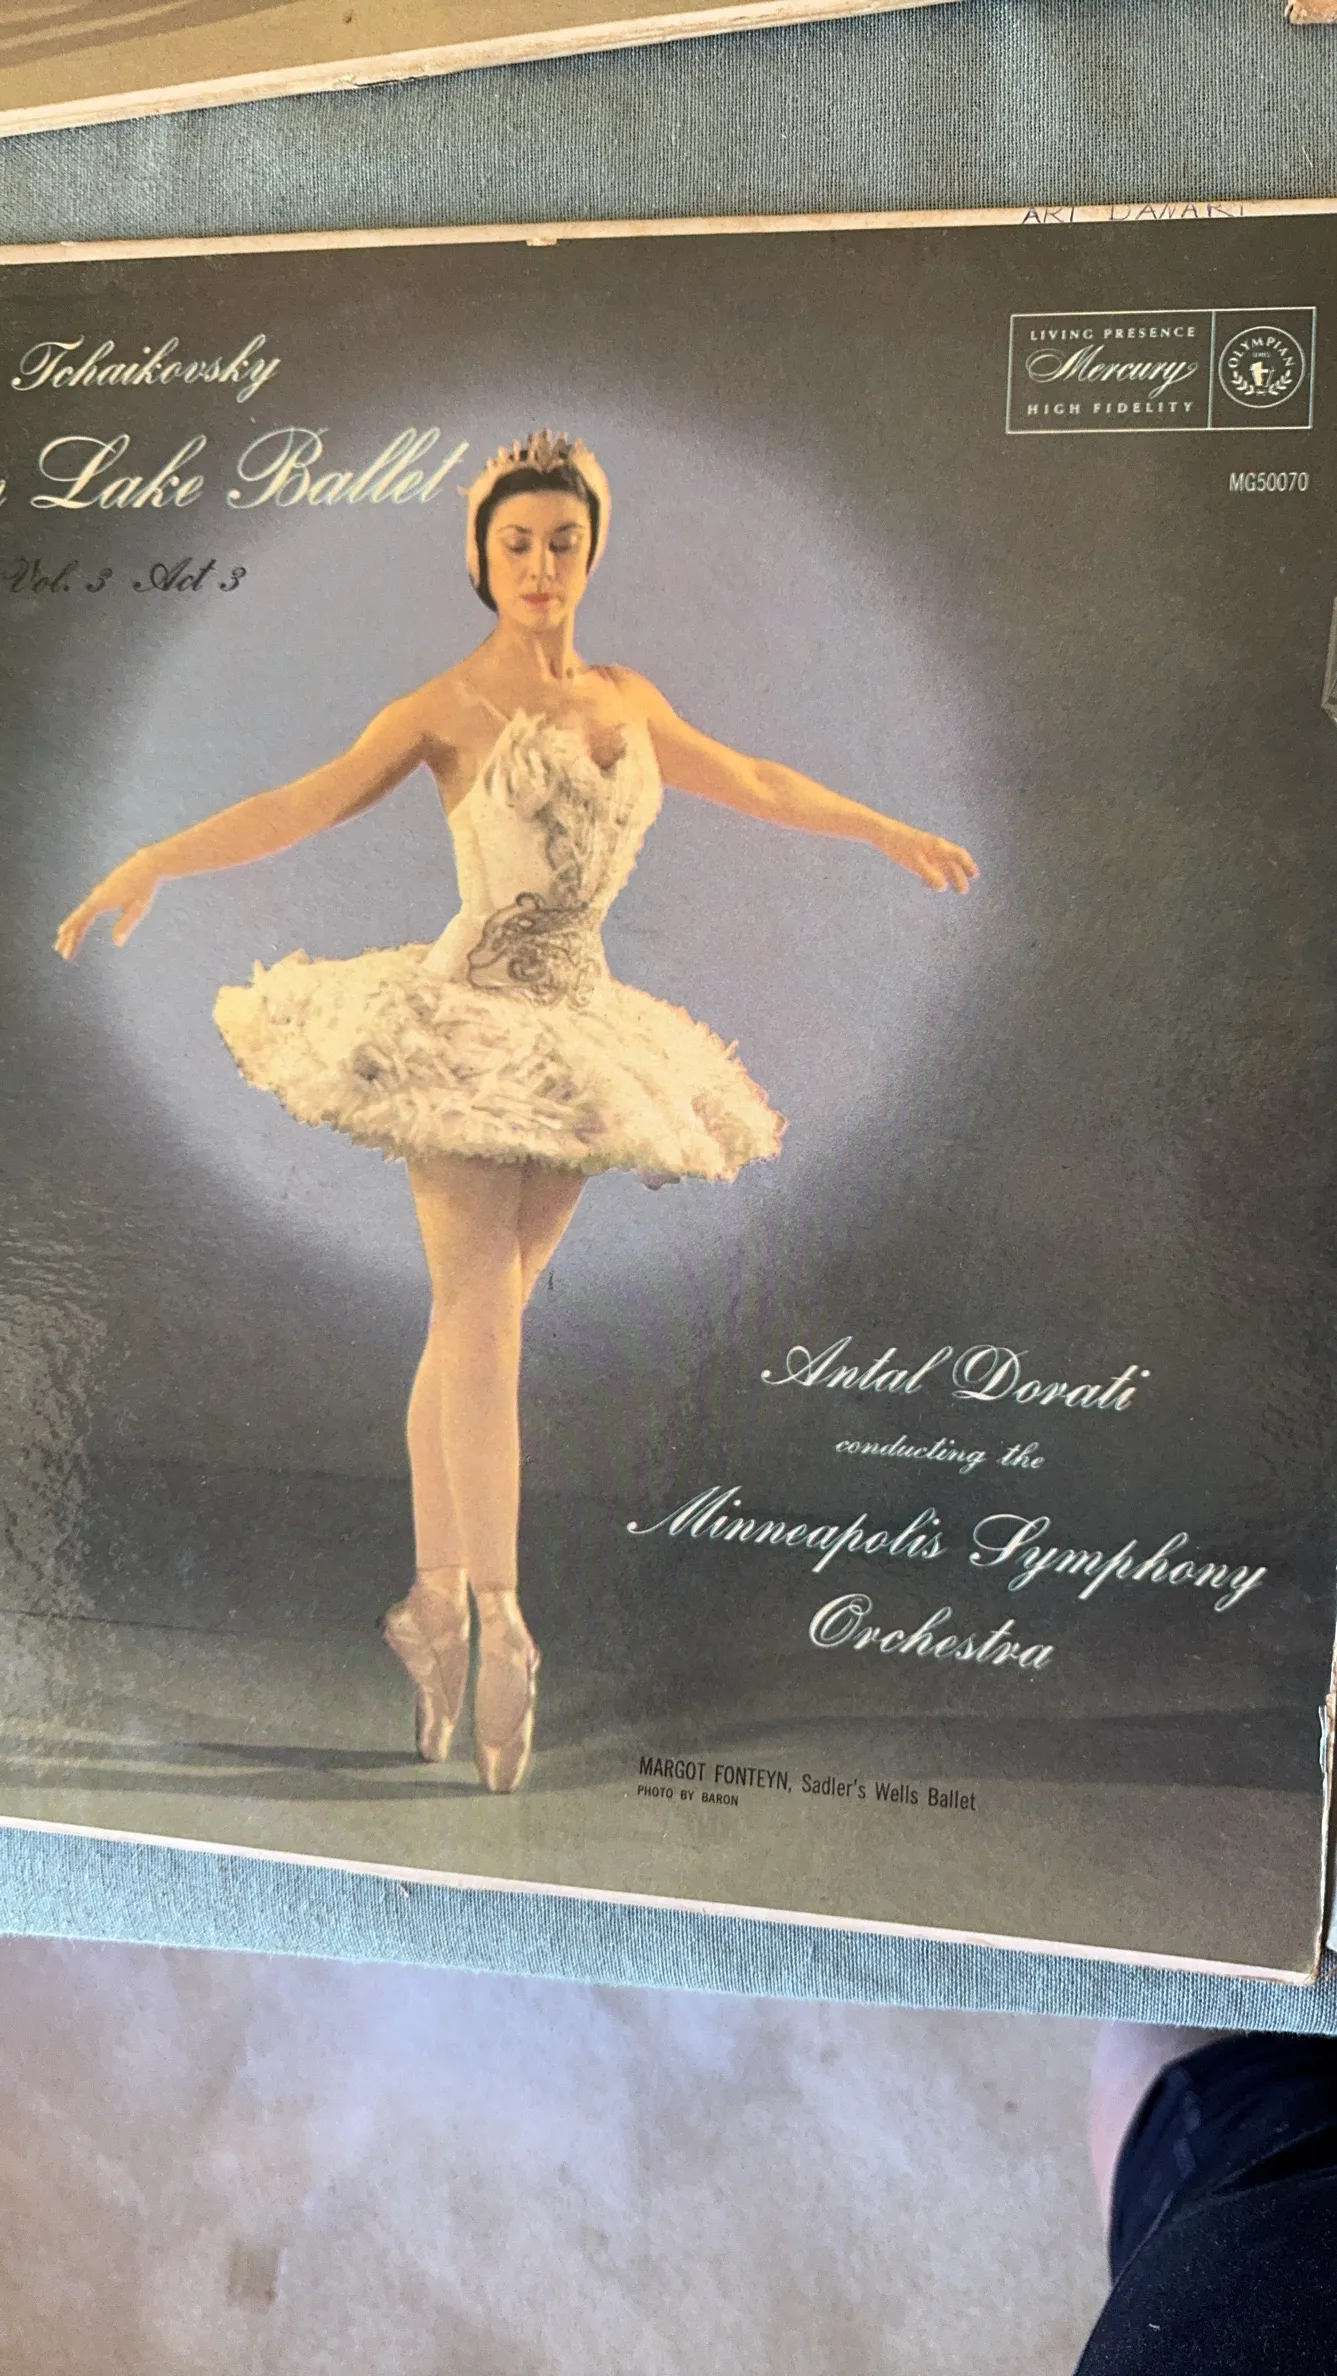 Tchaikovsky
Lake Ballet
Vol. 3 Act 3
LIVING PRESENCE
Mercury
HIGH FIDELITY
OLYMPIAN
SERIES
MG50070
Antal Dorati
conducting the
Minneapolis Symphony
Orchestra
MARGOT FONTEYN, Sadler's Wells Ballet
PHOTO BY BARON